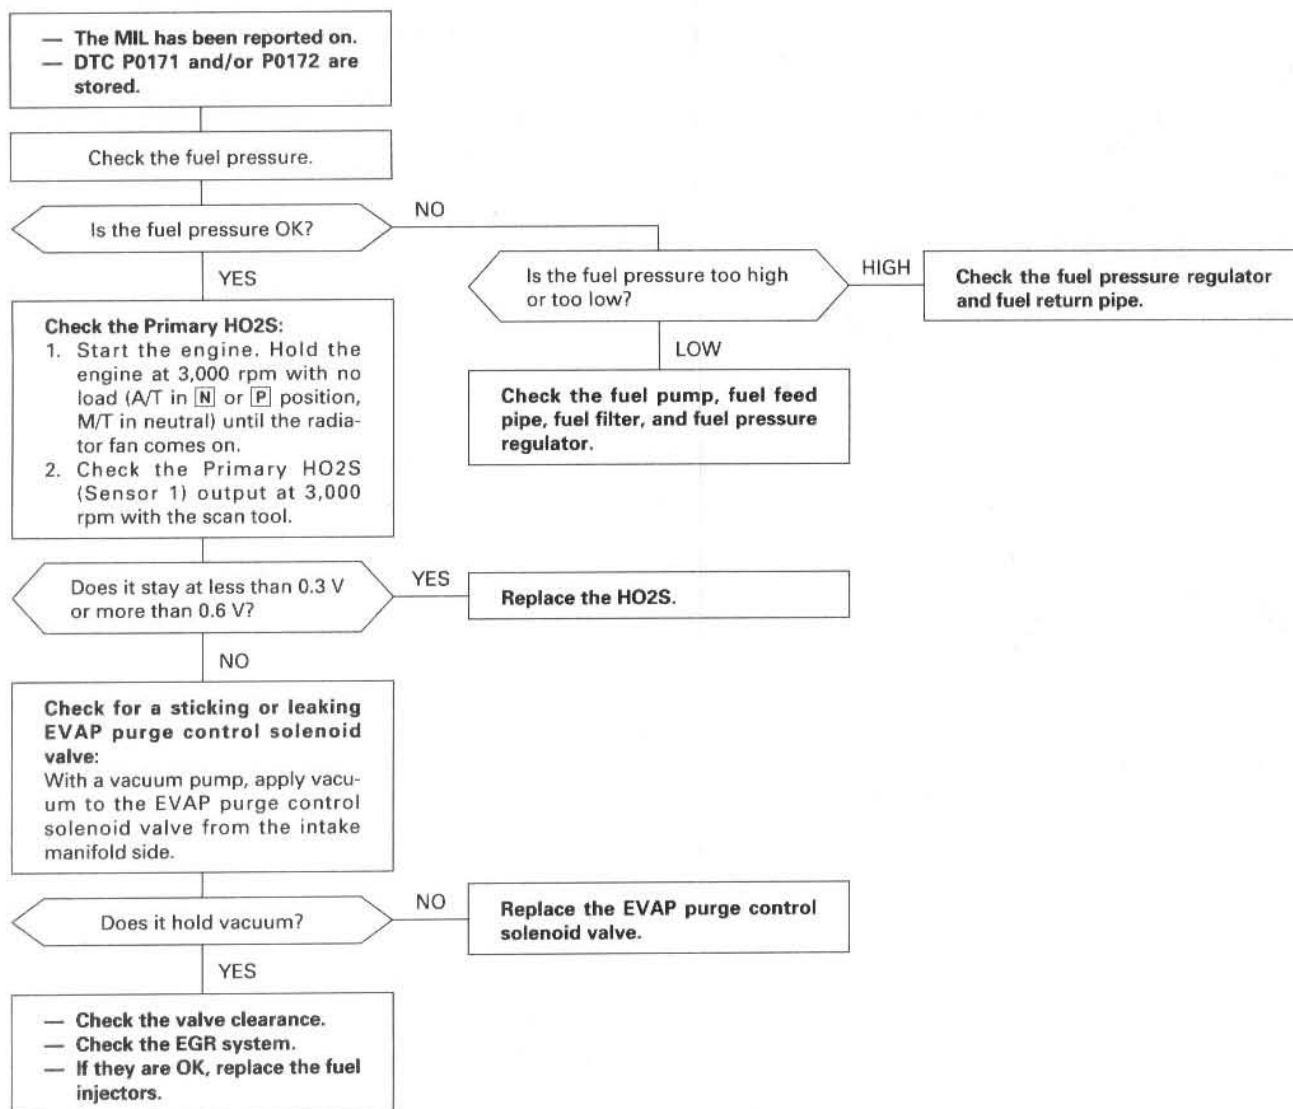 — The MIL has been reported on.
— DTC P0171 and/or P0172 are
stored.
Check the fuel pressure.
Is the fuel pressure OK?
NO
YES
Is the fuel pressure too high
or too low?
HIGH
Check the fuel pressure regulator
and fuel return pipe.
LOW
Check the fuel pump, fuel feed
pipe, fuel filter, and fuel pressure
regulator.
Check the Primary HO2S:
1. Start the engine. Hold the
engine at 3,000 rpm with no
load (A/T in N or P position,
M/T in neutral) until the radia-
tor fan comes on.
2. Check the Primary HO2S
(Sensor 1) output at 3,000
rpm with the scan tool.
Does it stay at less than 0.3 V
or more than 0.6 V?
YES
Replace the HO2S.
NO
Check for a sticking or leaking
EVAP purge control solenoid
valve:
With a vacuum pump, apply vacu-
um to the EVAP purge control
solenoid valve from the intake
manifold side.
Does it hold vacuum?
NO
Replace the EVAP purge control
solenoid valve.
YES
— Check the valve clearance.
— Check the EGR system.
— If they are OK, replace the fuel
injectors.